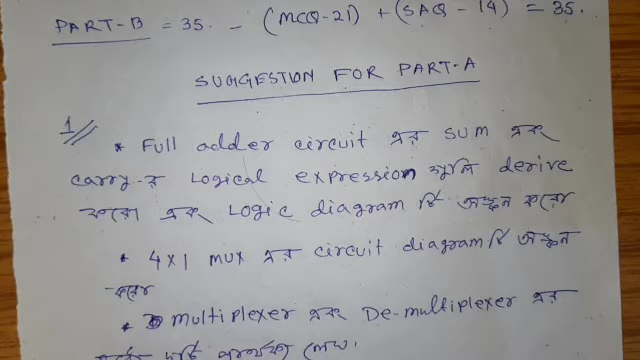 PART-B = 35. - (MCQ-21) + (SAQ - 14) = 35.
SUGGESTION FOR PART-A
1
* Full adder circuit এর SUM এবং
carry-র Logical expression গুলি derive
করো এবং Logic diagram টি অঙ্কন করো
* 4x1 mux এর circuit diagram টি অঙ্কন
করো
* Multiplexer এবং De-multiplexer এর
দুটি পার্থক্য লেখ।